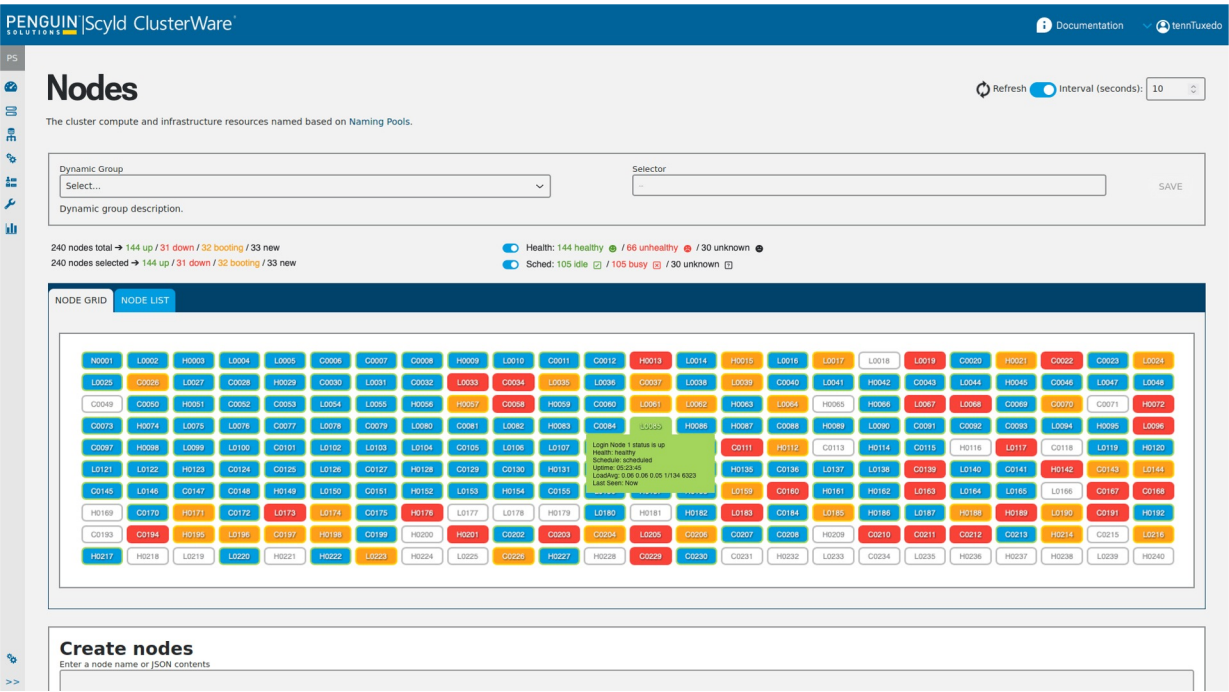 PENGUIN SOLUTIONS | Scyld ClusterWare
Documentation
tennTuxedo
PS
Nodes
Refresh Interval (seconds): 10
The cluster compute and infrastructure resources named based on Naming Pools.
Dynamic Group
Selector
Select...
SAVE
Dynamic group description.
240 nodes total ➔ 144 up / 31 down / 32 booting / 33 new
Health: 144 healthy / 66 unhealthy / 30 unknown
240 nodes selected ➔ 144 up / 31 down / 32 booting / 33 new
Sched: 105 idle / 105 busy / 30 unknown
NODE GRID NODE LIST
N0001 L0002 H0003 L0004 L0005 C0006 C0007 C0008 H0009 L0010 C0011 C0012 H0013 L0014 H0015 L0016 L0017 L0018 L0019 C0020 H0021 C0022 C0023 L0024
L0025 C0026 L0027 C0028 H0029 C0030 L0031 C0032 L0033 C0034 L0035 L0036 C0037 L0038 L0039 C0040 L0041 H0042 C0043 L0044 H0045 C0046 L0047 L0048
C0049 C0050 H0051 C0052 C0053 L0054 L0055 H0056 H0057 C0058 H0059 C0060 L0061 L0062 H0063 L0064 H0065 H0066 L0067 L0068 C0069 C0070 C0071 H0072
C0073 H0074 L0075 L0076 C0077 L0078 C0079 L0080 C0081 L0082 H0083 C0084 L0085 H0086 H0087 C0088 H0089 L0090 C0091 C0092 C0093 L0094 H0095 L0096
C0097 H0098 L0099 L0100 C0101 L0102 L0103 L0104 C0105 L0106 L0107 C0111 H0112 C0113 H0114 C0115 H0116 L0117 C0118 L0119 H0120
L0121 L0122 H0123 C0124 C0125 L0126 C0127 H0128 C0129 C0130 H0131 H0135 C0136 L0137 L0138 C0139 L0140 C0141 H0142 C0143 L0144
C0145 L0146 C0147 C0148 H0149 L0150 C0151 H0152 L0153 H0154 C0155 L0159 C0160 H0161 H0162 L0163 L0164 L0165 L0166 C0167 C0168
H0169 C0170 H0171 C0172 L0173 L0174 C0175 H0176 L0177 L0178 H0179 L0180 H0181 H0182 L0183 C0184 L0185 H0186 L0187 H0188 H0189 L0190 C0191 H0192
C0193 C0194 H0195 L0196 C0197 H0198 C0199 H0200 H0201 C0202 C0203 C0204 L0205 C0206 C0207 C0208 H0209 C0210 C0211 C0212 C0213 H0214 C0215 L0216
H0217 H0218 L0219 L0220 H0221 H0222 L0223 H0224 L0225 C0226 H0227 H0228 C0229 C0230 C0231 H0232 L0233 C0234 L0235 H0236 H0237 H0238 L0239 H0240
Login Node 1 status is up
Health: healthy
Schedule: scheduled
Uptime: 05:23:45
LoadAvg: 0.06 0.06 0.05 1/134 6323
Last Seen: Now
Create nodes
Enter a node name or JSON contents
>>